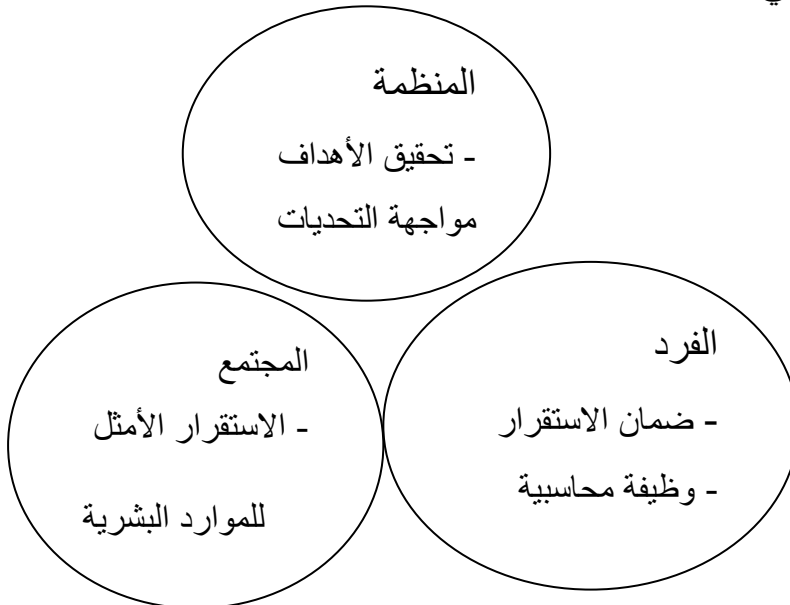 المنظمة
- تحقيق الأهداف
مواجهة التحديات
الفرد
- ضمان الاستقرار
- وظيفة محاسبية
المجتمع
- الاستقرار الأمثل
للموارد البشرية